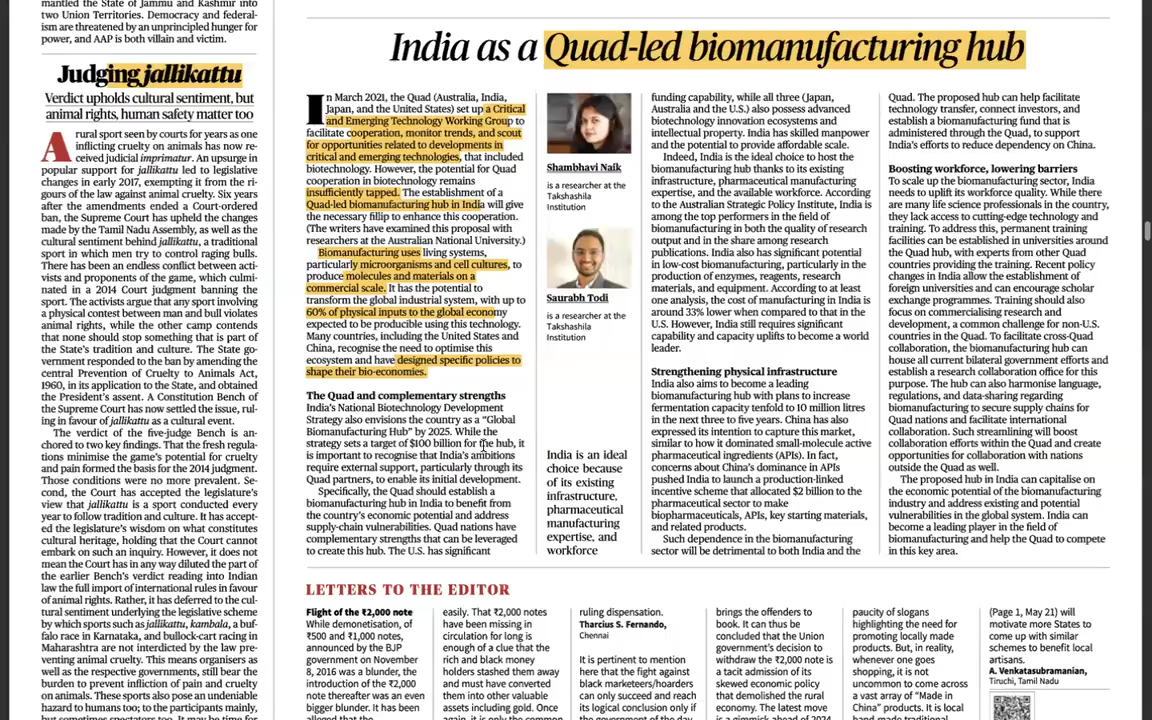 mantled the State of Jammu and Kashmir into
two Union Territories. Democracy and federal-
ism are threatened by an unprincipled hunger for
power, and AAP is both villain and victim.
Judging jallikattu
Verdict upholds cultural sentiment, but
animal rights, human safety matter too
A rural sport seen by courts for years as one
inflicting cruelty on animals has now re-
ceived judicial imprimatur. An upsurge in
popular support for jallikattu led to legislative
changes in early 2017, exempting it from the ri-
gours of the law against animal cruelty. Six years
after the amendments ended a Court-ordered
ban, the Supreme Court has upheld the changes
made by the Tamil Nadu Assembly, as well as the
cultural sentiment behind jallikattu, a traditional
sport in which men try to control raging bulls.
There has been an endless conflict between acti-
vists and proponents of the game, which culmi-
nated in a 2014 Court judgment banning the
sport. The activists argue that any sport involving
a physical contest between man and bull violates
animal rights, while the other camp contends
that none should stop something that is part of
the State's tradition and culture. The State go-
vernment responded to the ban by amending the
central Prevention of Cruelty to Animals Act,
1960, in its application to the State, and obtained
the President's assent. A Constitution Bench of
the Supreme Court has now settled the issue, rul-
ing in favour of jallikattu as a cultural event.
The verdict of the five-judge Bench is an-
chored to two key findings. That the fresh regula-
tions minimise the game's potential for cruelty
and pain formed the basis for the 2014 judgment.
Those conditions were no more prevalent. Se-
cond, the Court has accepted the legislature's
view that jallikattu is a sport conducted every
year to follow tradition and culture. It has accept-
ed the legislature's wisdom on what constitutes
cultural heritage, holding that the Court cannot
embark on such an inquiry. However, it does not
mean the Court has in any way diluted the part of
the earlier Bench's verdict reading into Indian
law the full import of international rules in favour
of animal rights. Rather, it has deferred to the cul-
tural sentiment underlying the legislative scheme
by which sports such as jallikattu, kambala, a buf-
falo race in Karnataka, and bullock-cart racing in
Maharashtra are not interdicted by the law pre-
venting animal cruelty. This means organisers as
well as the respective governments, still bear the
burden to prevent infliction of pain and cruelty
on animals. These sports also pose an undeniable
hazard to humans too; to the participants mainly,
but sometimes spectators too. It may be time for
India as a Quad-led biomanufacturing hub
In March 2021, the Quad (Australia, India,
Japan, and the United States) set up a Critical
and Emerging Technology Working Group to
facilitate cooperation, monitor trends, and scout
for opportunities related to developments in
critical and emerging technologies, that included
biotechnology. However, the potential for Quad
cooperation in biotechnology remains
insufficiently tapped. The establishment of a
Quad-led biomanufacturing hub in India will give
the necessary fillip to enhance this cooperation.
(The writers have examined this proposal with
researchers at the Australian National University.)
Biomanufacturing uses living systems,
particularly microorganisms and cell cultures, to
produce molecules and materials on a
commercial scale. It has the potential to
transform the global industrial system, with up to
60% of physical inputs to the global economy
expected to be producible using this technology.
Many countries, including the United States and
China, recognise the need to optimise this
ecosystem and have designed specific policies to
shape their bio-economies.
The Quad and complementary strengths
India's National Biotechnology Development
Strategy also envisions the country as a "Global
Biomanufacturing Hub" by 2025. While the
strategy sets a target of $100 billion for the hub, it
is important to recognise that India's ambitions
require external support, particularly through its
Quad partners, to enable its initial development.
Specifically, the Quad should establish a
biomanufacturing hub in India to benefit from
the country's economic potential and address
supply-chain vulnerabilities. Quad nations have
complementary strengths that can be leveraged
to create this hub. The U.S. has significant
Shambhavi Naik
is a researcher at the
Takshashila
Institution
Saurabh Todi
is a researcher at the
Takshashila
Institution
India is an ideal
choice because
of its existing
infrastructure,
pharmaceutical
manufacturing
expertise, and
workforce
funding capability, while all three (Japan,
Australia and the U.S.) also possess advanced
biotechnology innovation ecosystems and
intellectual property. India has skilled manpower
and the potential to provide affordable scale.
Indeed, India is the ideal choice to host the
biomanufacturing hub thanks to its existing
infrastructure, pharmaceutical manufacturing
expertise, and the available workforce. According
to the Australian Strategic Policy Institute, India is
among the top performers in the field of
biomanufacturing in both the quality of research
output and in the share among research
publications. India also has significant potential
in low-cost biomanufacturing, particularly in the
production of enzymes, reagents, research
materials, and equipment. According to at least
one analysis, the cost of manufacturing in India is
around 33% lower when compared to that in the
U.S. However, India still requires significant
capability and capacity uplifts to become a world
leader.
Strengthening physical infrastructure
India also aims to become a leading
biomanufacturing hub with plans to increase
fermentation capacity tenfold to 10 million litres
in the next three to five years. China has also
expressed its intention to capture this market,
similar to how it dominated small-molecule active
pharmaceutical ingredients (APIs). In fact,
concerns about China's dominance in APIs
pushed India to launch a production-linked
incentive scheme that allocated $2 billion to the
pharmaceutical sector to make
biopharmaceuticals, APIs, key starting materials,
and related products.
Such dependence in the biomanufacturing
sector will be detrimental to both India and the
Quad. The proposed hub can help facilitate
technology transfer, connect investors, and
establish a biomanufacturing fund that is
administered through the Quad, to support
India's efforts to reduce dependency on China.
Boosting workforce, lowering barriers
To scale up the biomanufacturing sector, India
needs to uplift its workforce quality. While there
are many life science professionals in the country,
they lack access to cutting-edge technology and
training. To address this, permanent training
facilities can be established in universities around
the Quad hub, with experts from other Quad
countries providing the training. Recent policy
changes in India allow the establishment of
foreign universities and can encourage scholar
exchange programmes. Training should also
focus on commercialising research and
development, a common challenge for non-U.S.
countries in the Quad. To facilitate cross-Quad
collaboration, the biomanufacturing hub can
house all current bilateral government efforts and
establish a research collaboration office for this
purpose. The hub can also harmonise language,
regulations, and data-sharing regarding
biomanufacturing to secure supply chains for
Quad nations and facilitate international
collaboration. Such streamlining will boost
collaboration efforts within the Quad and create
opportunities for collaboration with nations
outside the Quad as well.
The proposed hub in India can capitalise on
the economic potential of the biomanufacturing
industry and address existing and potential
vulnerabilities in the global system. India can
become a leading player in the field of
biomanufacturing and help the Quad to compete
in this key area.
LETTERS TO THE EDITOR
Flight of the ₹2,000 note
While demonetisation, of
₹500 and ₹1,000 notes,
announced by the BJP
government on November
8, 2016 was a blunder, the
introduction of the ₹2,000
note thereafter was an even
bigger blunder. It has been
alleged that the
easily. That ₹2,000 notes
have been missing in
circulation for long is
enough of a clue that the
rich and black money
holders stashed them away
and must have converted
them into other valuable
assets including gold. Once
again, it is only the common
ruling dispensation.
Tharcius S. Fernando,
Chennai
It is pertinent to mention
here that the fight against
black marketeers/hoarders
can only succeed and reach
its logical conclusion only if
the government of the day
brings the offenders to
book. It can thus be
concluded that the Union
government's decision to
withdraw the ₹2,000 note is
a tacit admission of its
skewed economic policy
that demolished the rural
economy. The latest move
is a gimmick ahead of 2024
paucity of slogans
highlighting the need for
promoting locally made
products. But, in reality,
whenever one goes
shopping, it is not
uncommon to come across
a vast array of "Made in
China" products. It is local
hand made traditional
(Page 1, May 21) will
motivate more States to
come up with similar
schemes to benefit local
artisans.
A. Venkatasubramanian,
Tiruchi, Tamil Nadu